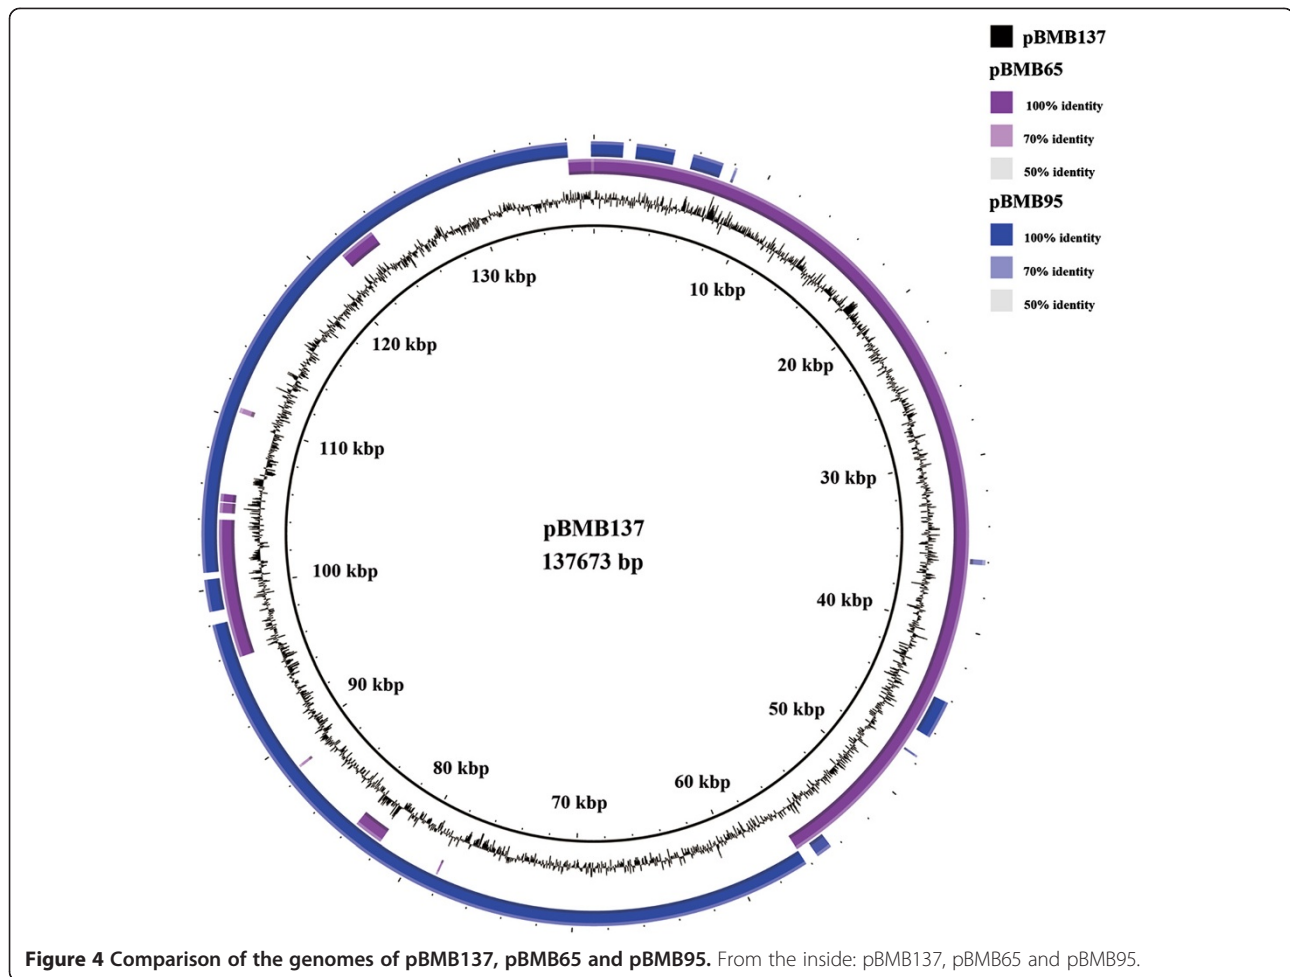 pBMB137
pBMB65
100% identity
70% identity
50% identity
pBMB95
100% identity
70% identity
50% identity
130 kbp
10 kbp
120 kbp
20 kbp
110 kbp
30 kbp
pBMB137
137673 bp
100 kbp
40 kbp
90 kbp
50 kbp
80 kbp
60 kbp
70 kbp
Figure 4 Comparison of the genomes of pBMB137, pBMB65 and pBMB95. From the inside: pBMB137, pBMB65 and pBMB95.